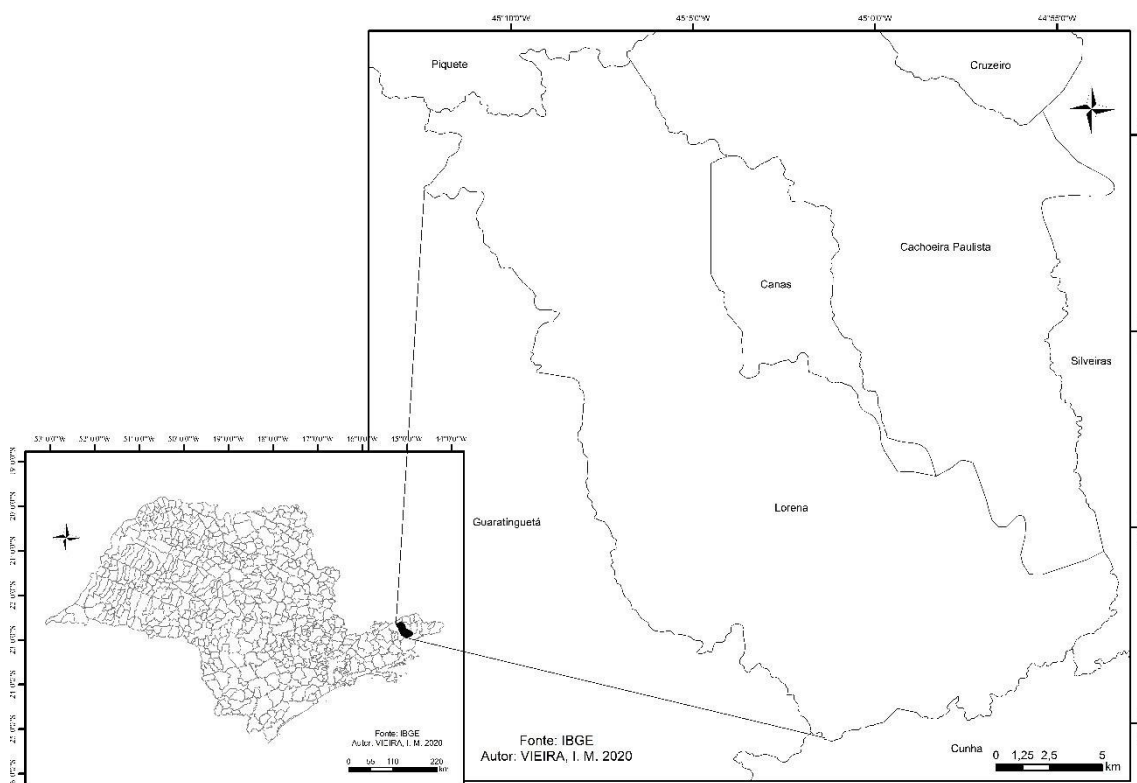 45°10'0"W 45°5'0"W 45°0'0"W 44°55'0"W
Piquete
Cruzeiro
Cachoeira Paulista
Canas
Silveiras
Lorena
Guaratinguetá
Cunha
Fonte: IBGE
Autor: VIEIRA, I. M. 2020
0 1,25 2,5 5
km
Fonte: IBGE
Autor: VIEIRA, I. M. 2020
0 55 110 220
km